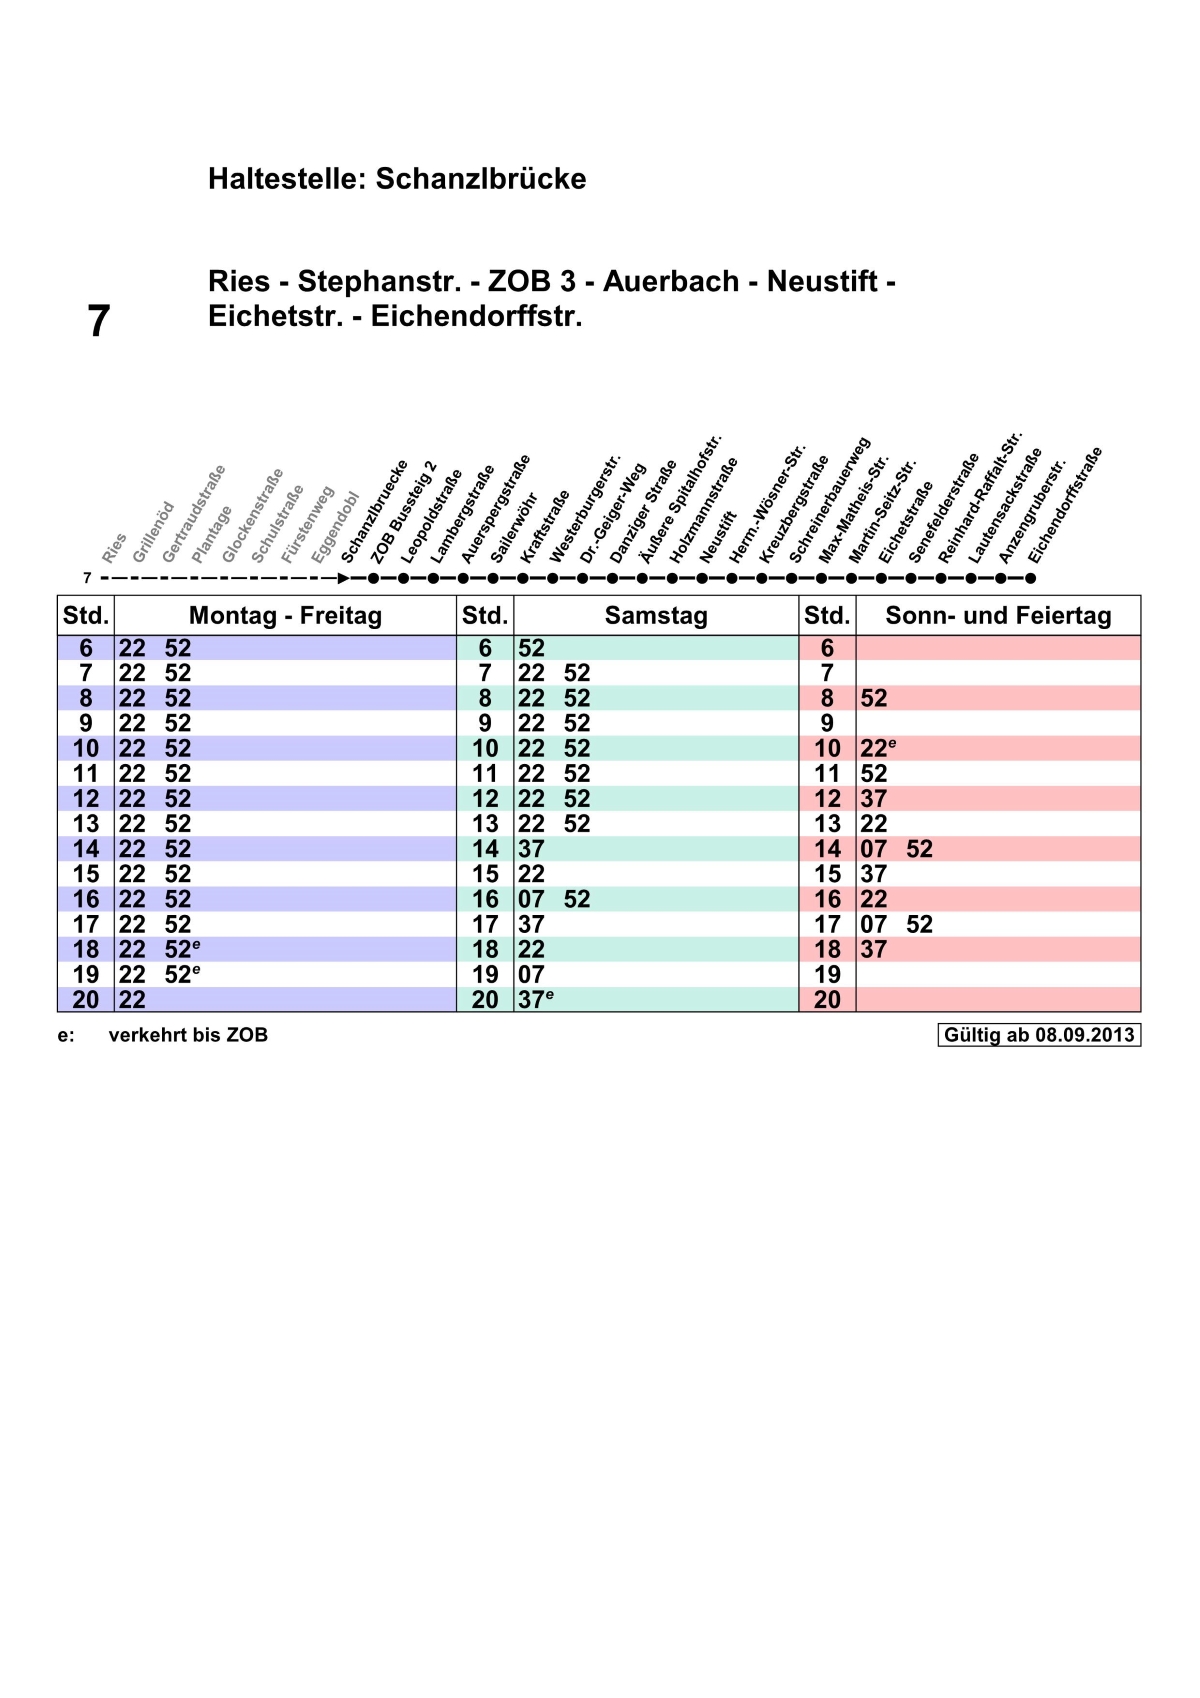 Haltestelle: Schanzlbrücke
7
Ries - Stephanstr. - ZOB 3 - Auerbach - Neustift -
Eichetstr. - Eichendorffstr.
Ries
Grillenöd
Gertraudstraße
Plantage
Glockenstraße
Schulstraße
Fürstenweg
Eggendobl
Schanzlbruecke
ZOB Bussteig 2
Leopoldstraße
Lambergstraße
Auerspergstraße
Sailerwöhr
Kraftstraße
Westerburgerstr.
Dr.-Geiger-Weg
Danziger Straße
Äußere Spitalhofstr.
Holzmannstraße
Neustift
Herm.-Wösner-Str.
Kreuzbergstraße
Schreinerbauerweg
Max-Matheis-Str.
Martin-Seitz-Str.
Eichetstraße
Senefelderstraße
Reinhard-Raffalt-Str.
Lautensackstraße
Anzengruberstr.
Eichendorffstraße
7
Std. Montag - Freitag Std. Samstag Std. Sonn- und Feiertag
6 22 52 6 52 6
7 22 52 7 22 52 7
8 22 52 8 22 52 8 52
9 22 52 9 22 52 9
10 22 52 10 22 52 10 22e
11 22 52 11 22 52 11 52
12 22 52 12 22 52 12 37
13 22 52 13 22 52 13 22
14 22 52 14 37 14 07 52
15 22 52 15 22 15 37
16 22 52 16 07 52 16 22
17 22 52 17 37 17 07 52
18 22 52e 18 22 18 37
19 22 52e 19 07 19
20 22 20 37e 20
e: verkehrt bis ZOB Gültig ab 08.09.2013